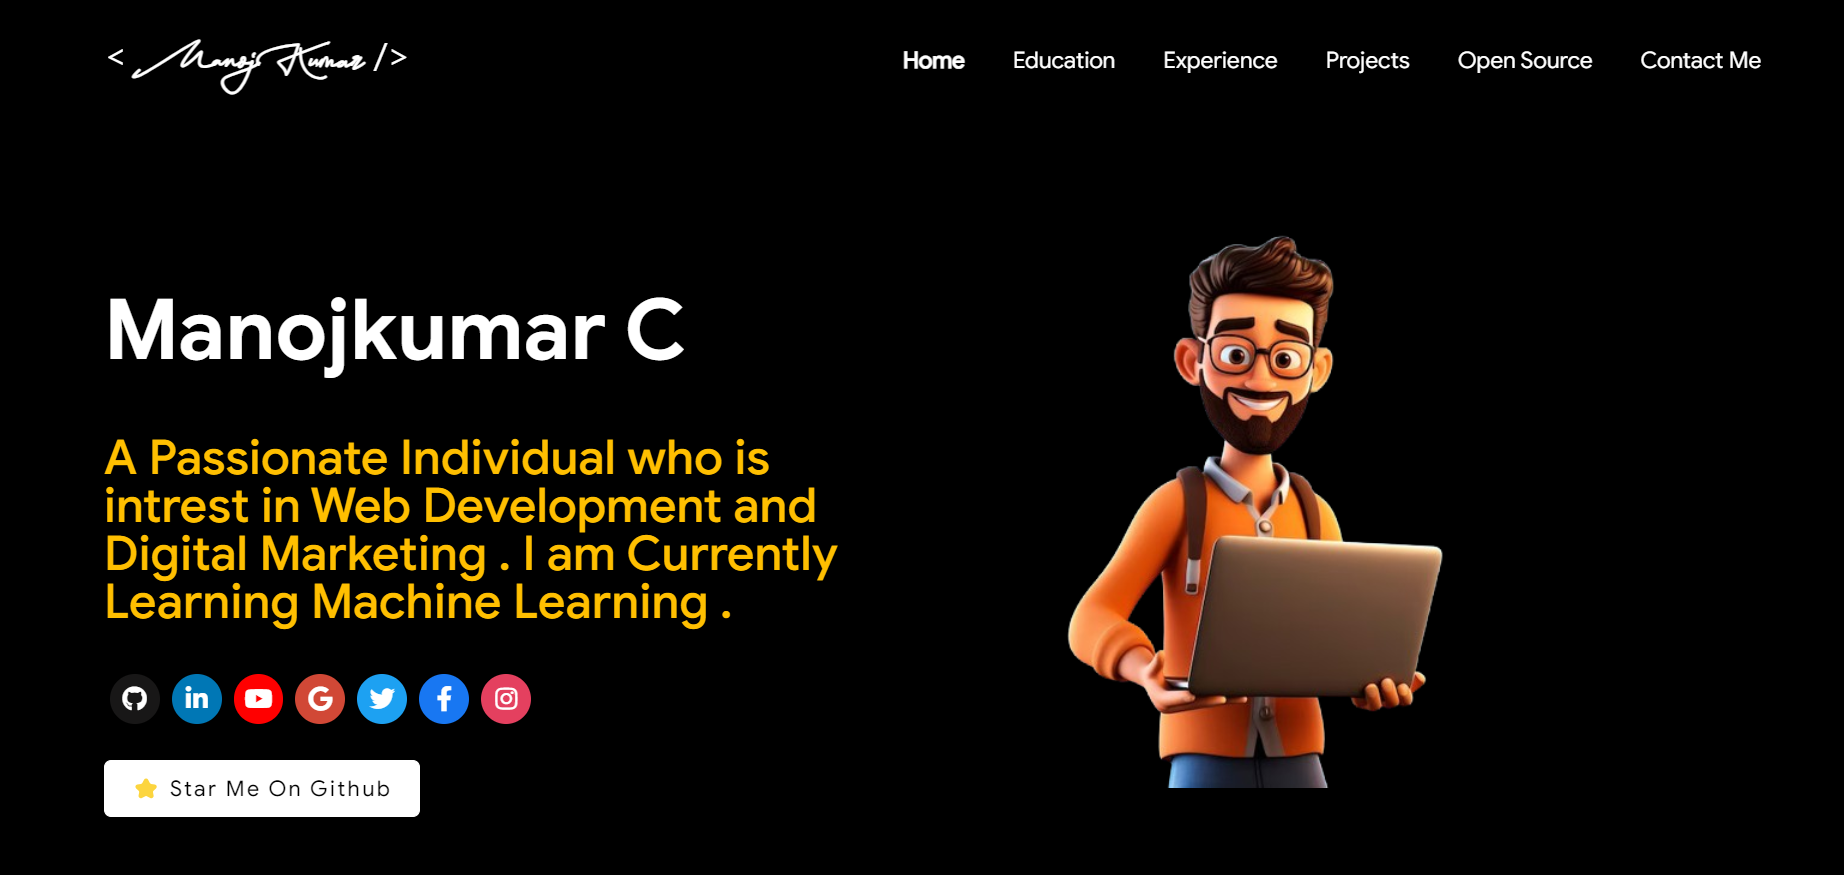 < Manoj Kumar />
Home Education Experience Projects Open Source Contact Me
Manojkumar C
A Passionate Individual who is
intrest in Web Development and
Digital Marketing . I am Currently
Learning Machine Learning .
in G f
Star Me On Github